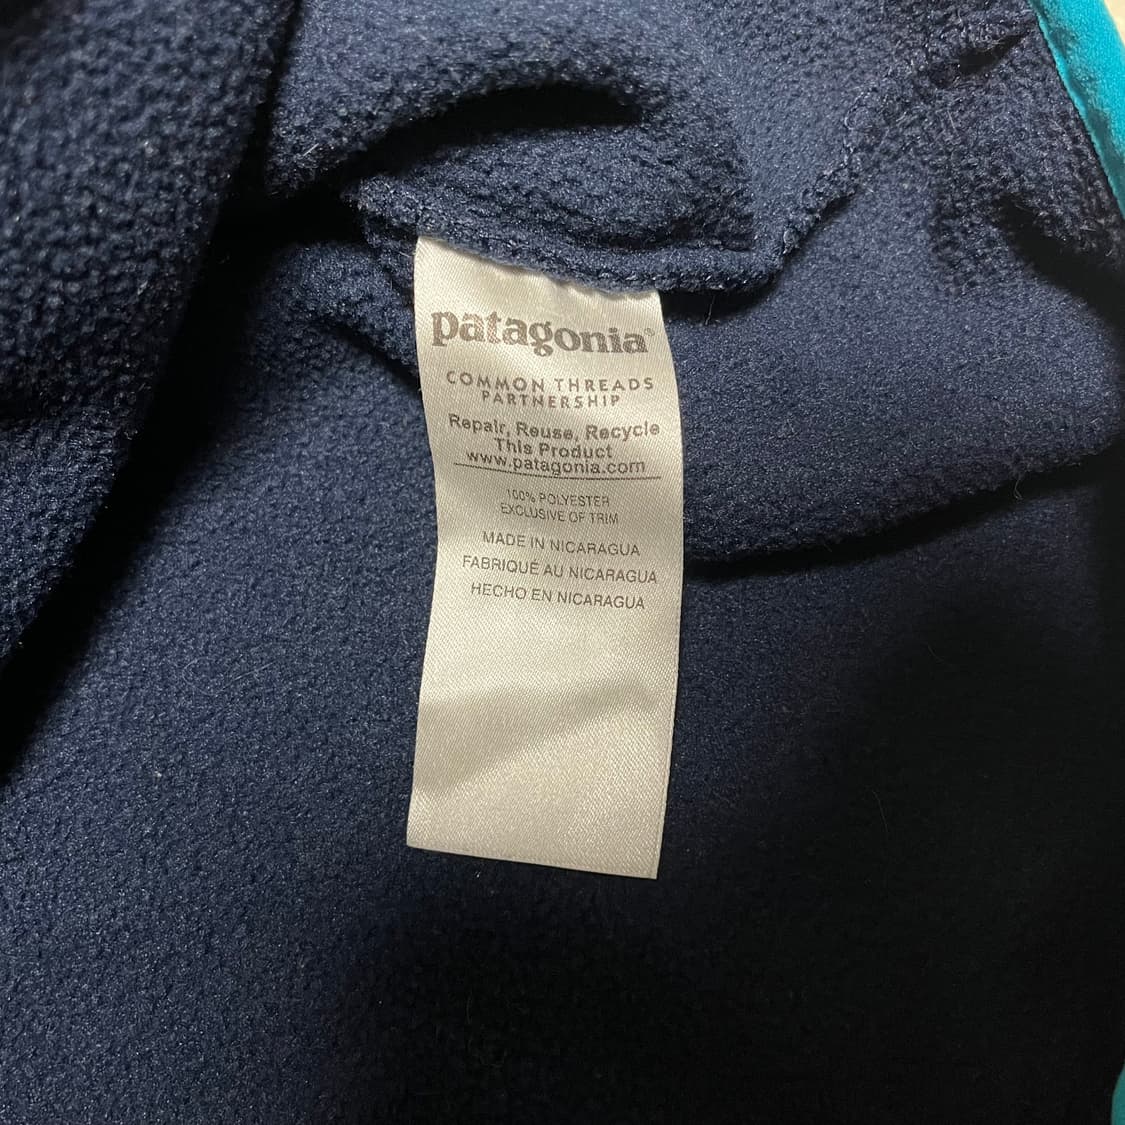 patagonia®
COMMON THREADS
PARTNERSHIP
Repair, Reuse, Recycle
This Product
www.patagonia.com
100% POLYESTER
EXCLUSIVE OF TRIM
MADE IN NICARAGUA
FABRIQUÉ AU NICARAGUA
HECHO EN NICARAGUA